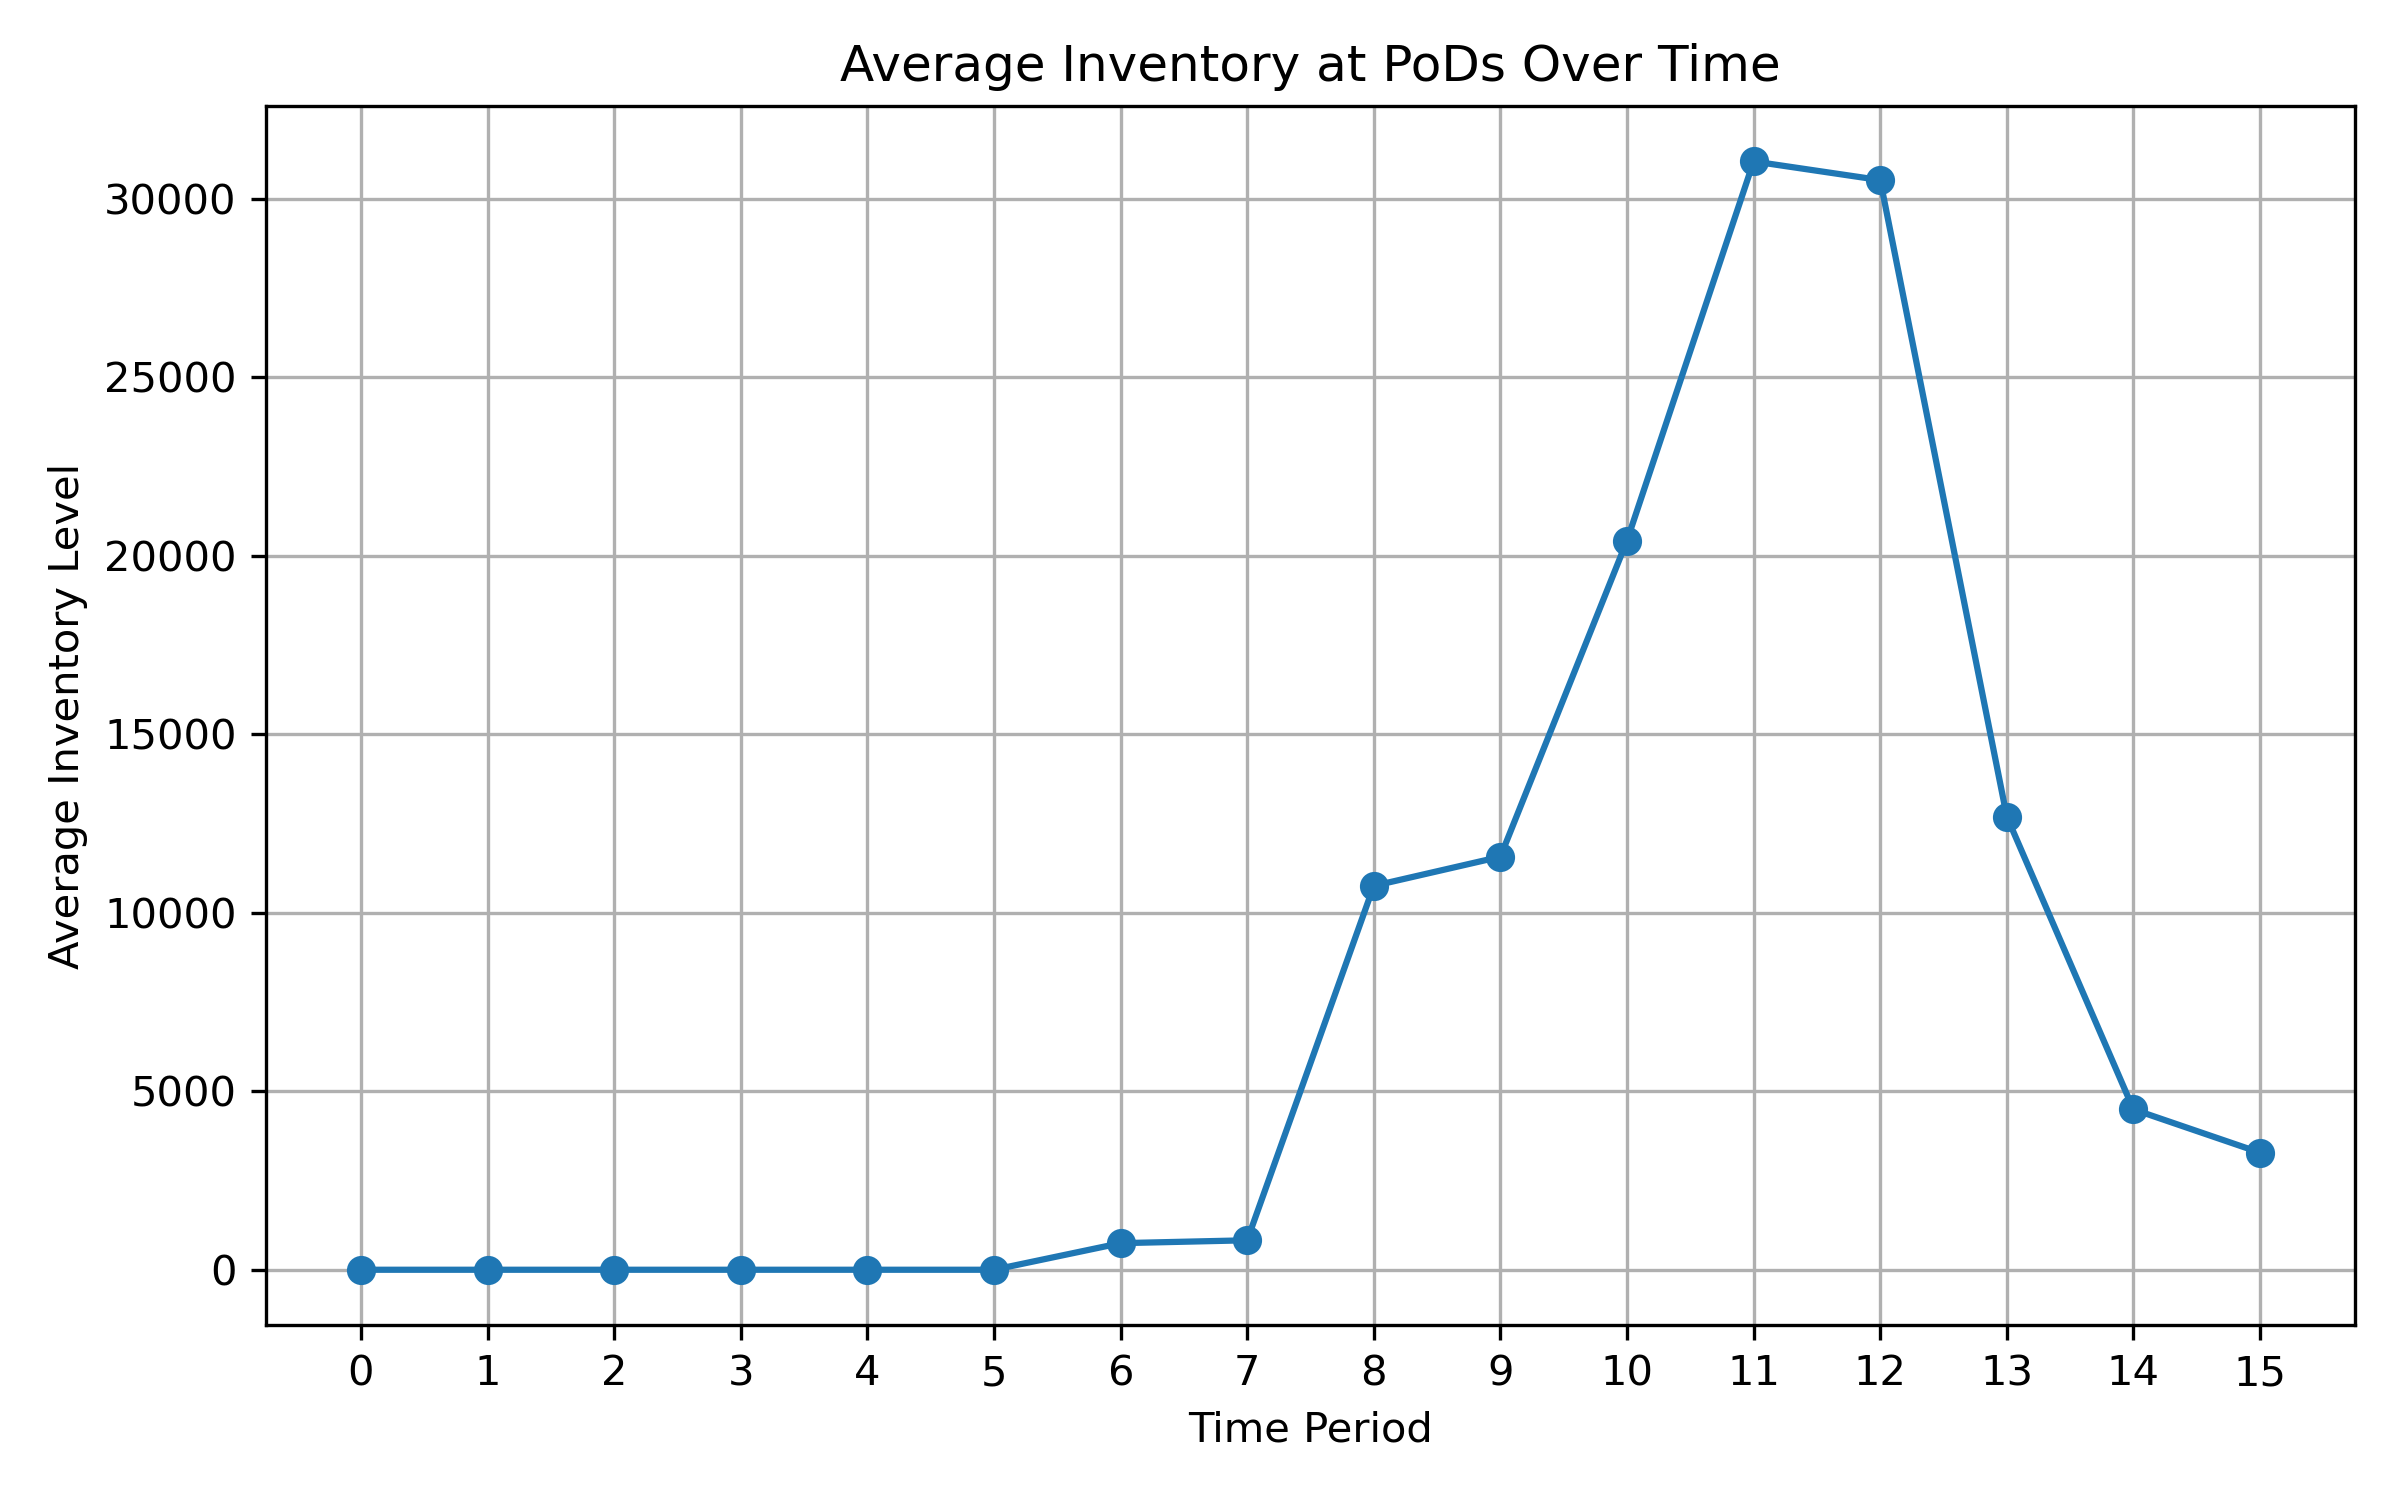 Average Inventory at PoDs Over Time
Average Inventory Level
30000
25000
20000
15000
10000
5000
0
0 1 2 3 4 5 6 7 8 9 10 11 12 13 14 15
Time Period